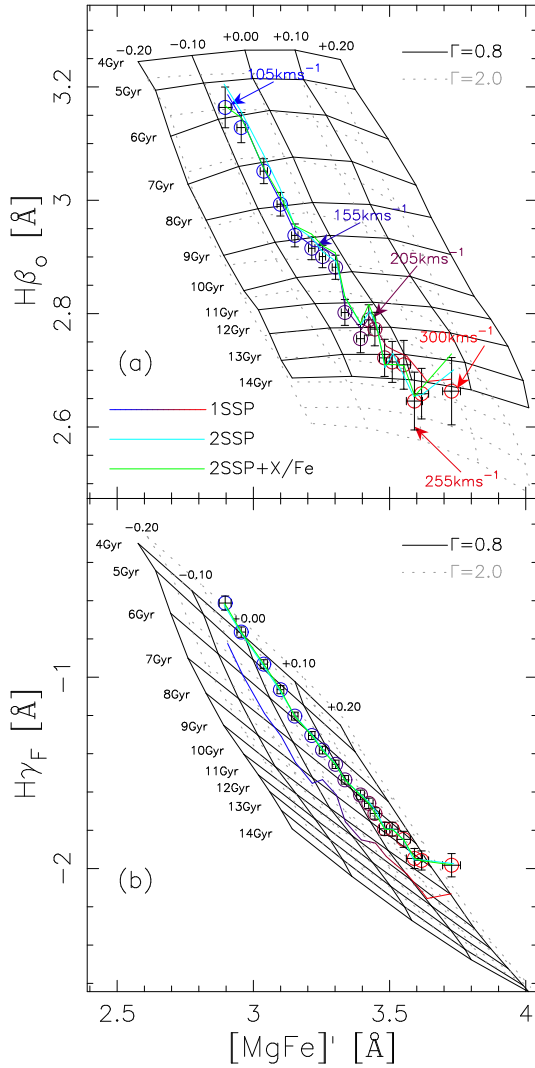 −0.20
−0.10
+0.00
+0.10
+0.20
Γ=0.8
Γ=2.0
4Gyr
5Gyr
6Gyr
7Gyr
8Gyr
9Gyr
10Gyr
11Gyr
12Gyr
13Gyr
14Gyr
105kms⁻¹
155kms⁻¹
205kms⁻¹
300kms⁻¹
255kms⁻¹
3.2
3
2.8
2.6
Hβ_O [Å]
(a)
1SSP
2SSP
2SSP+X/Fe
−0.20
−0.10
+0.00
+0.10
+0.20
Γ=0.8
Γ=2.0
4Gyr
5Gyr
6Gyr
7Gyr
8Gyr
9Gyr
10Gyr
11Gyr
12Gyr
13Gyr
14Gyr
−1
−2
Hγ_F [Å]
(b)
2.5
3
3.5
4
[MgFe]' [Å]